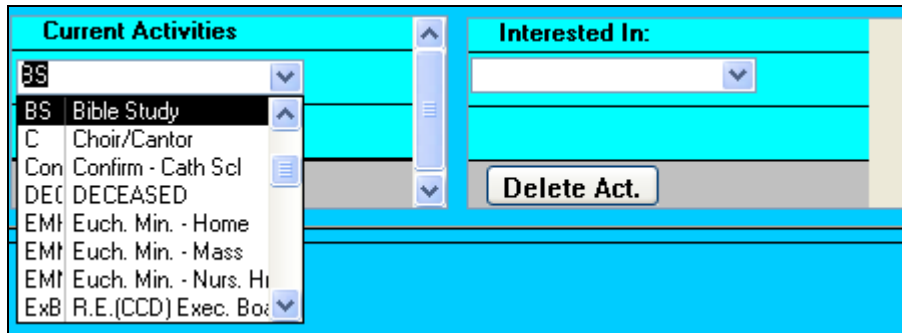 Current Activities
Interested In:
BS
BS Bible Study
C Choir/Cantor
Con Confirm - Cath Scl
DEC DECEASED
Euch. Min. - Home
Euch. Min. - Mass
Euch. Min. - Nurs.
ExB R.E.(CCD) Exec.
Delete Act.